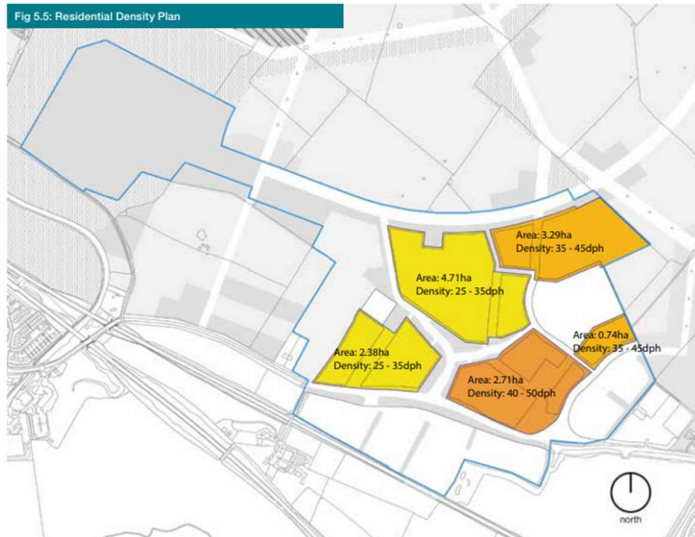 Fig 5.5: Residential Density Plan
Area: 3.29ha
Density: 35 - 45dph
Area: 4.71ha
Density: 25 - 35dph
Area: 0.74ha
Density: 35 - 45dph
Area: 2.38ha
Density: 25 - 35dph
Area: 2.71ha
Density: 40 - 50dph
north